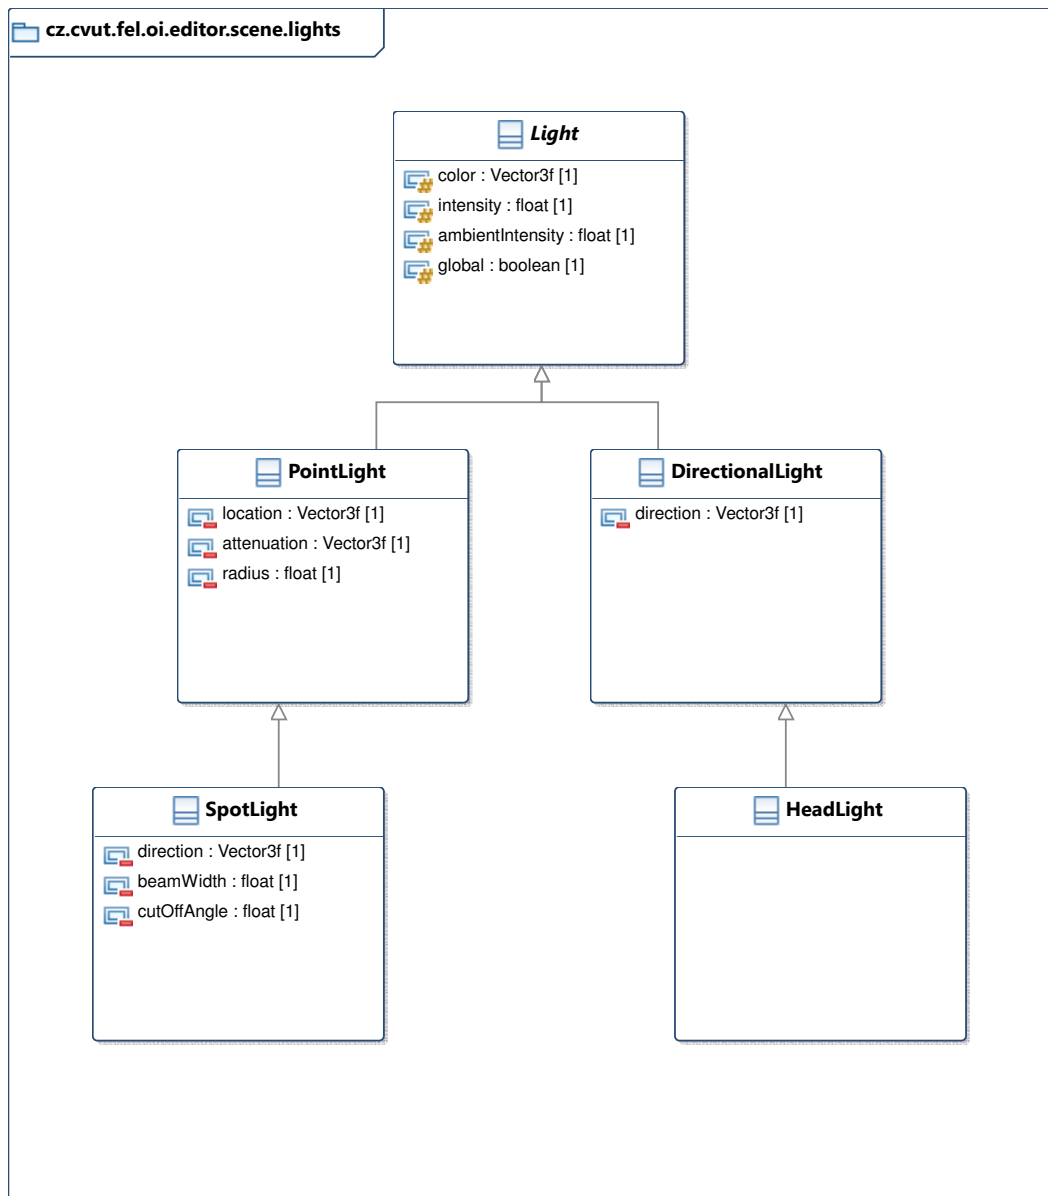 cz.cvut.fel.oi.editor.scene.lights
Light
color : Vector3f [1]
intensity : float [1]
ambientIntensity : float [1]
global : boolean [1]
PointLight
location : Vector3f [1]
attenuation : Vector3f [1]
radius : float [1]
DirectionalLight
direction : Vector3f [1]
SpotLight
direction : Vector3f [1]
beamWidth : float [1]
cutOffAngle : float [1]
HeadLight